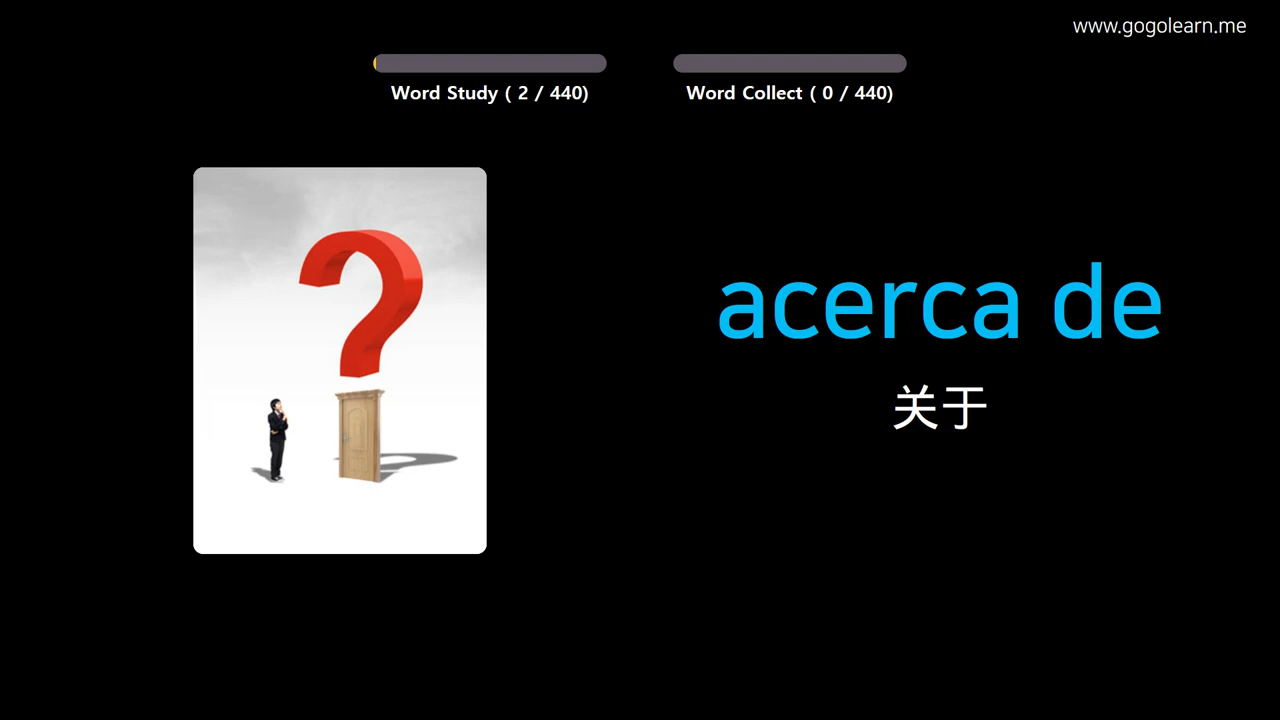 www.gogolearn.me
Word Study ( 2 / 440)
Word Collect ( 0 / 440)
acerca de
关于